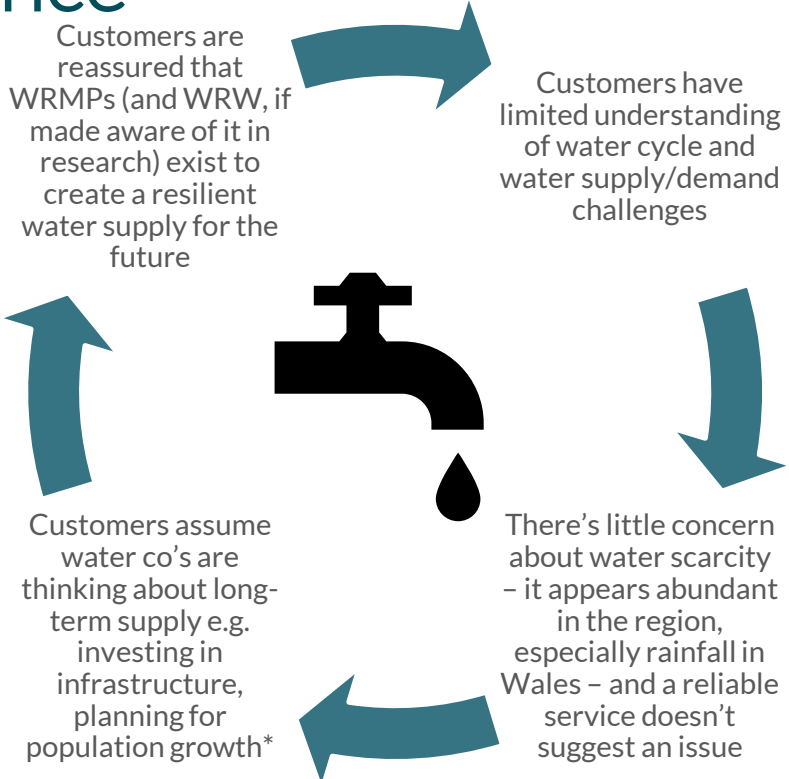 Customers are
reassured that
WRMPs (and WRW, if
made aware of it in
research) exist to
create a resilient
water supply for the
future
Customers have
limited understanding
of water cycle and
water supply/demand
challenges
There’s little concern
about water scarcity
– it appears abundant
in the region,
especially rainfall in
Wales – and a reliable
service doesn’t
suggest an issue
Customers assume
water co’s are
thinking about long-
term supply e.g.
investing in
infrastructure,
planning for
population growth*